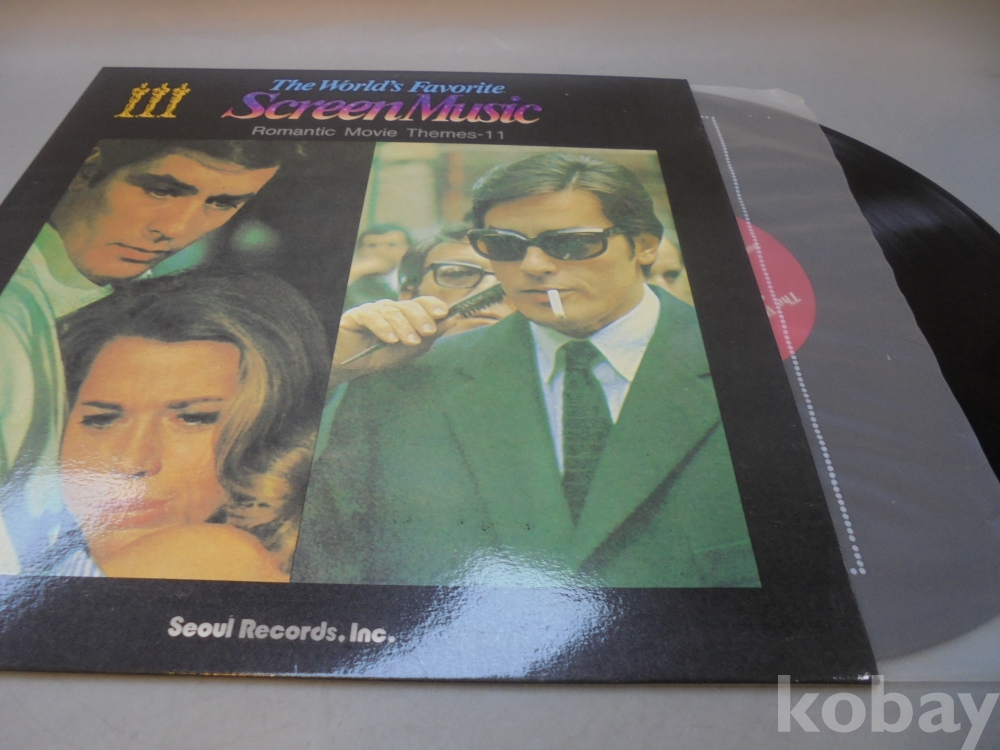 The World's Favorite
Screen Music
Romantic Movie Themes-11
Seoul Records, Inc.
kobay